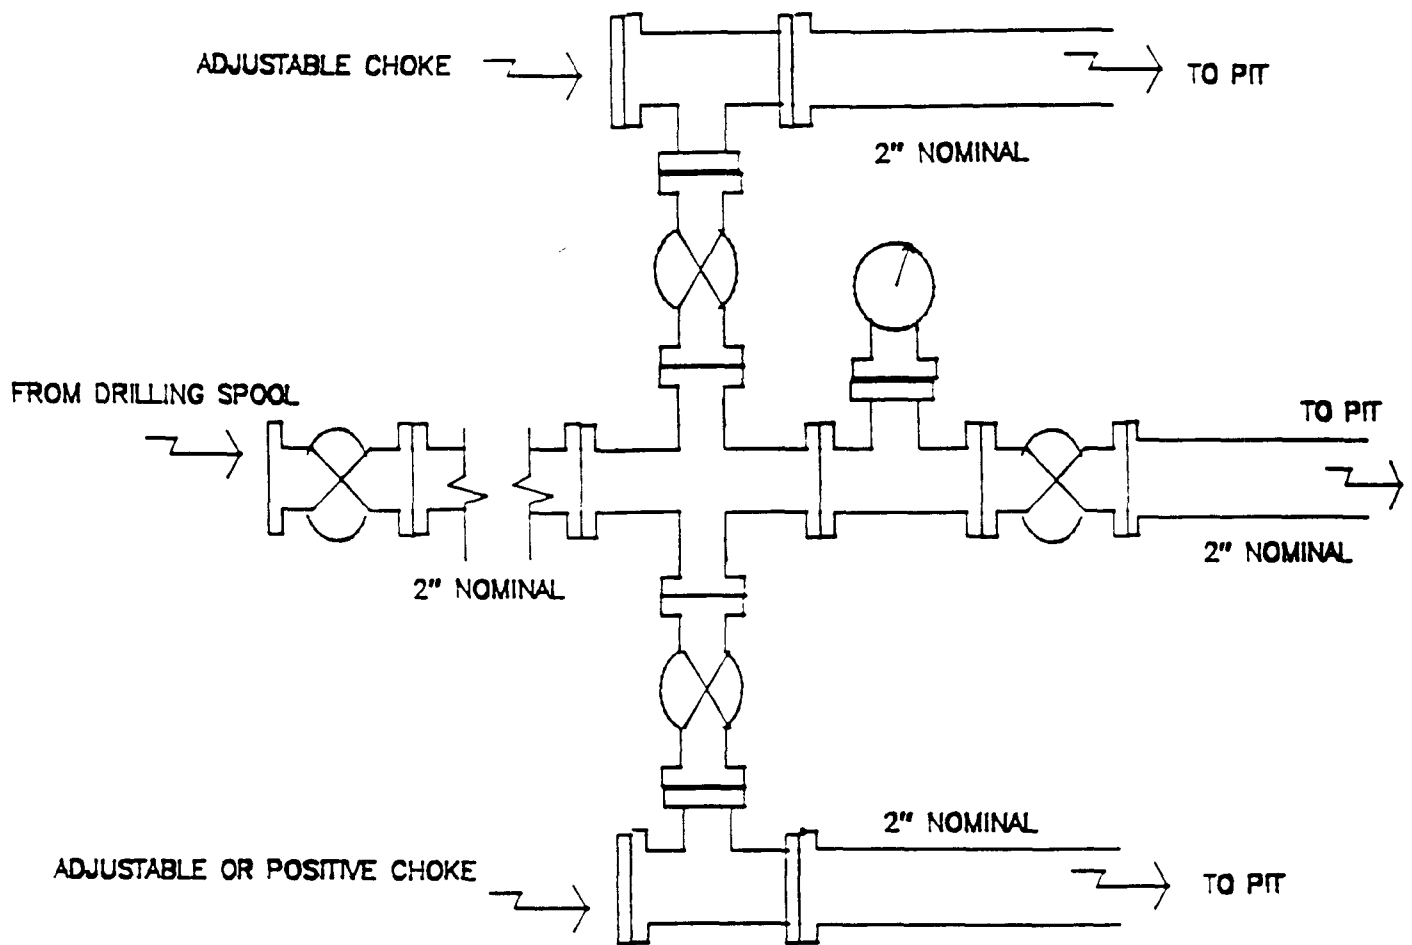 ADJUSTABLE CHOKE
TO PIT
2" NOMINAL
FROM DRILLING SPOOL
TO PIT
2" NOMINAL
2" NOMINAL
2" NOMINAL
ADJUSTABLE OR POSITIVE CHOKE
TO PIT